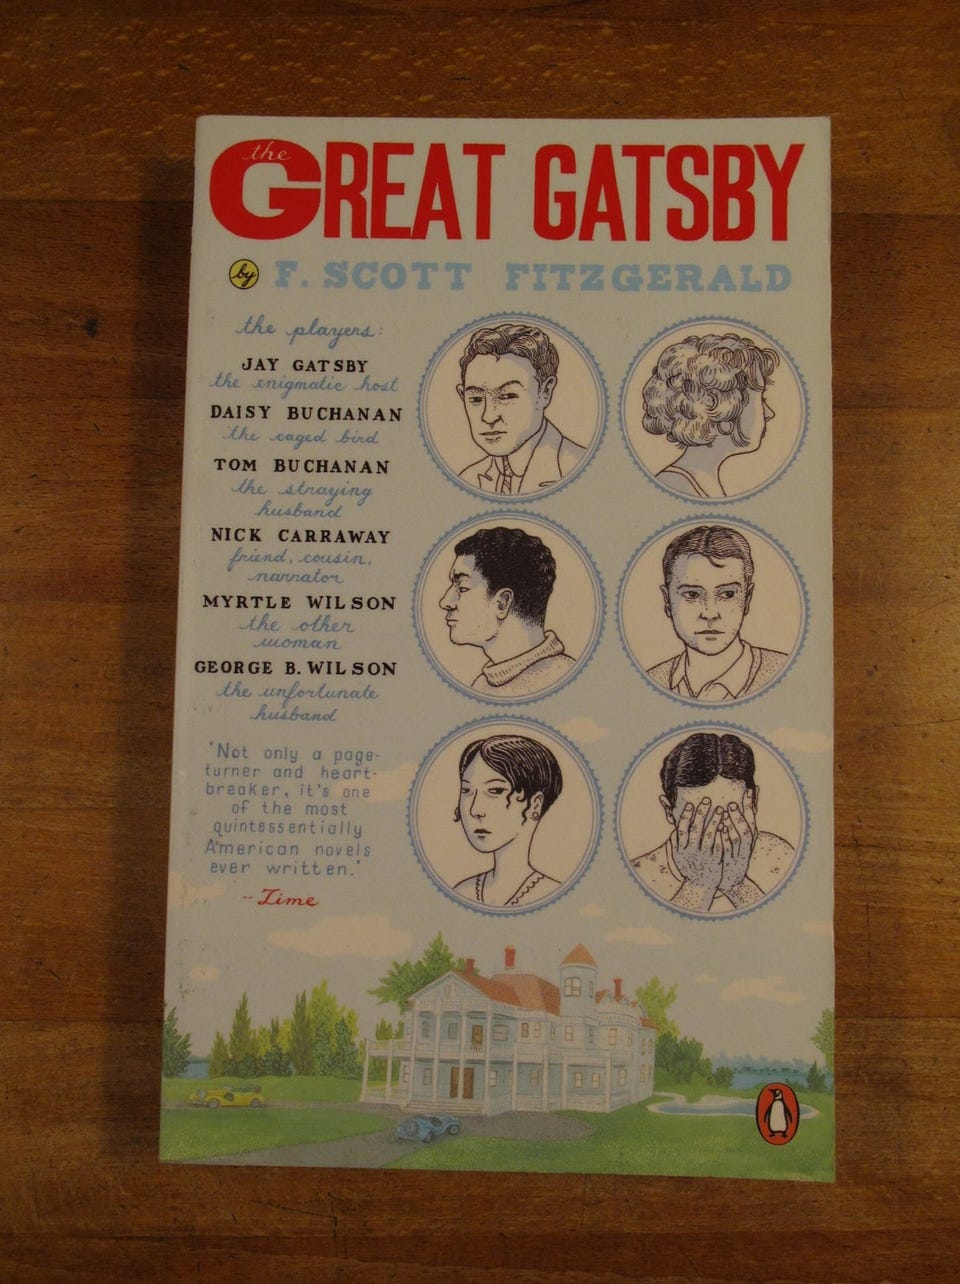 the GREAT GATSBY
by F. SCOTT FITZGERALD
the players:
JAY GATSBY
the enigmatic host
DAISY BUCHANAN
the caged bird
TOM BUCHANAN
the straying
husband
NICK CARRAWAY
friend, cousin,
narrator
MYRTLE WILSON
the other
woman
GEORGE B. WILSON
the unfortunate
husband
"Not only a page-
turner and heart-
breaker, it's one
of the most
quintessentially
American novels
ever written."
-- Time